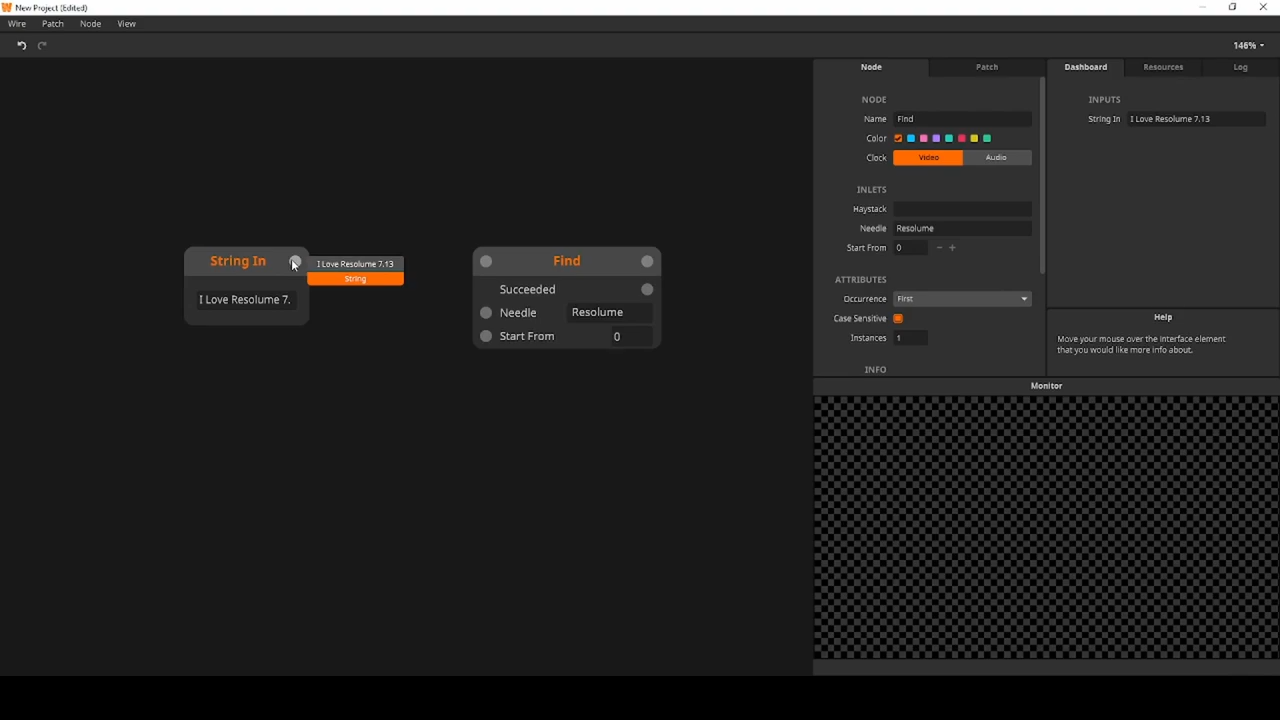 New Project (Edited)
Wire Patch Node View
146%
Node Patch Dashboard Resources Log
NODE
Name Find
Color
Clock Video Audio
INLETS
Haystack
Needle Resolume
Start From 0 - +
ATTRIBUTES
Occurrence First
Case Sensitive
Instances 1
INFO
INPUTS
String In I Love Resolume 7.13
Help
Move your mouse over the interface element
that you would like more info about.
Monitor
String In
I Love Resolume 7.
I Love Resolume 7.13
String
Find
Succeeded
Needle Resolume
Start From 0